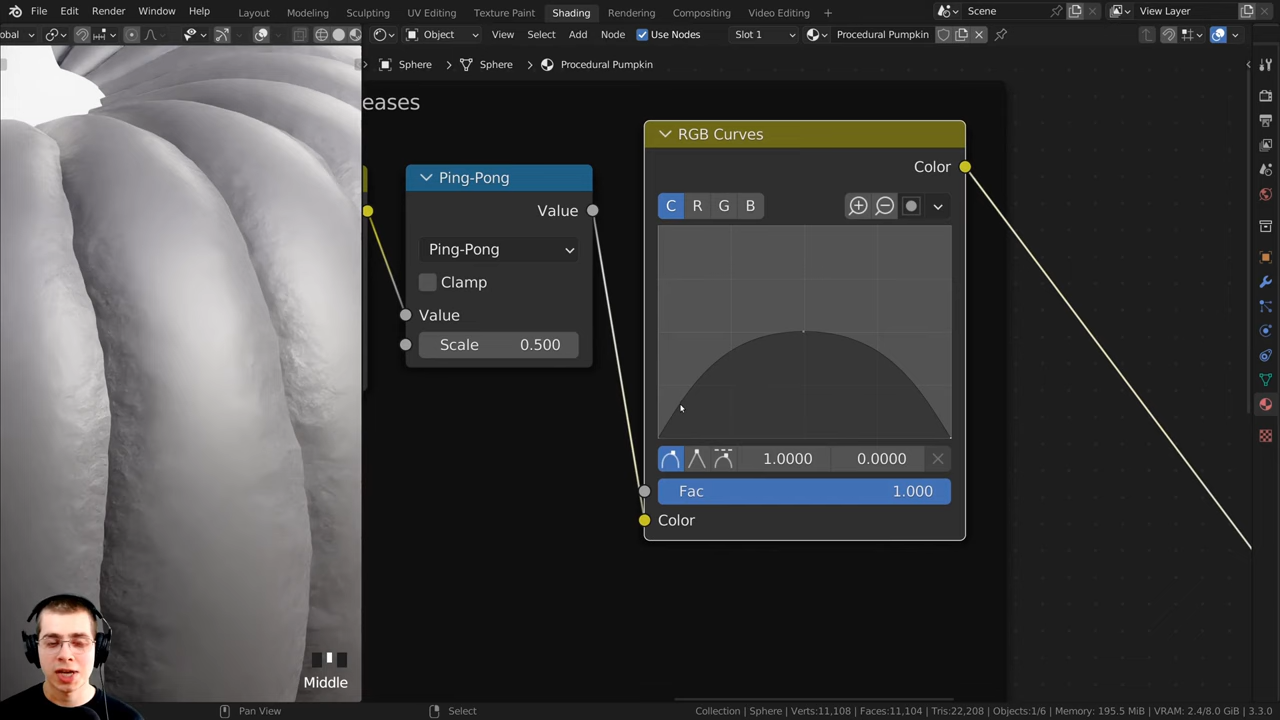 File Edit Render Window Help Layout Modeling Sculpting UV Editing Texture Paint Shading Rendering Compositing Video Editing + Scene View Layer
obal Object View Select Add Node Use Nodes Slot 1 Procedural Pumpkin
Sphere Sphere Procedural Pumpkin
eases
RGB Curves
Color
C R G B
1.0000 0.0000
Fac 1.000
Color
Ping-Pong
Value
Ping-Pong
Clamp
Value
Scale 0.500
Middle
Pan View Select Collection | Sphere | Verts:11,108 | Faces:11,104 | Tris:22,208 | Objects:1/6 | Memory: 195.5 MiB | VRAM: 2.4/8.0 GiB | 3.3.0